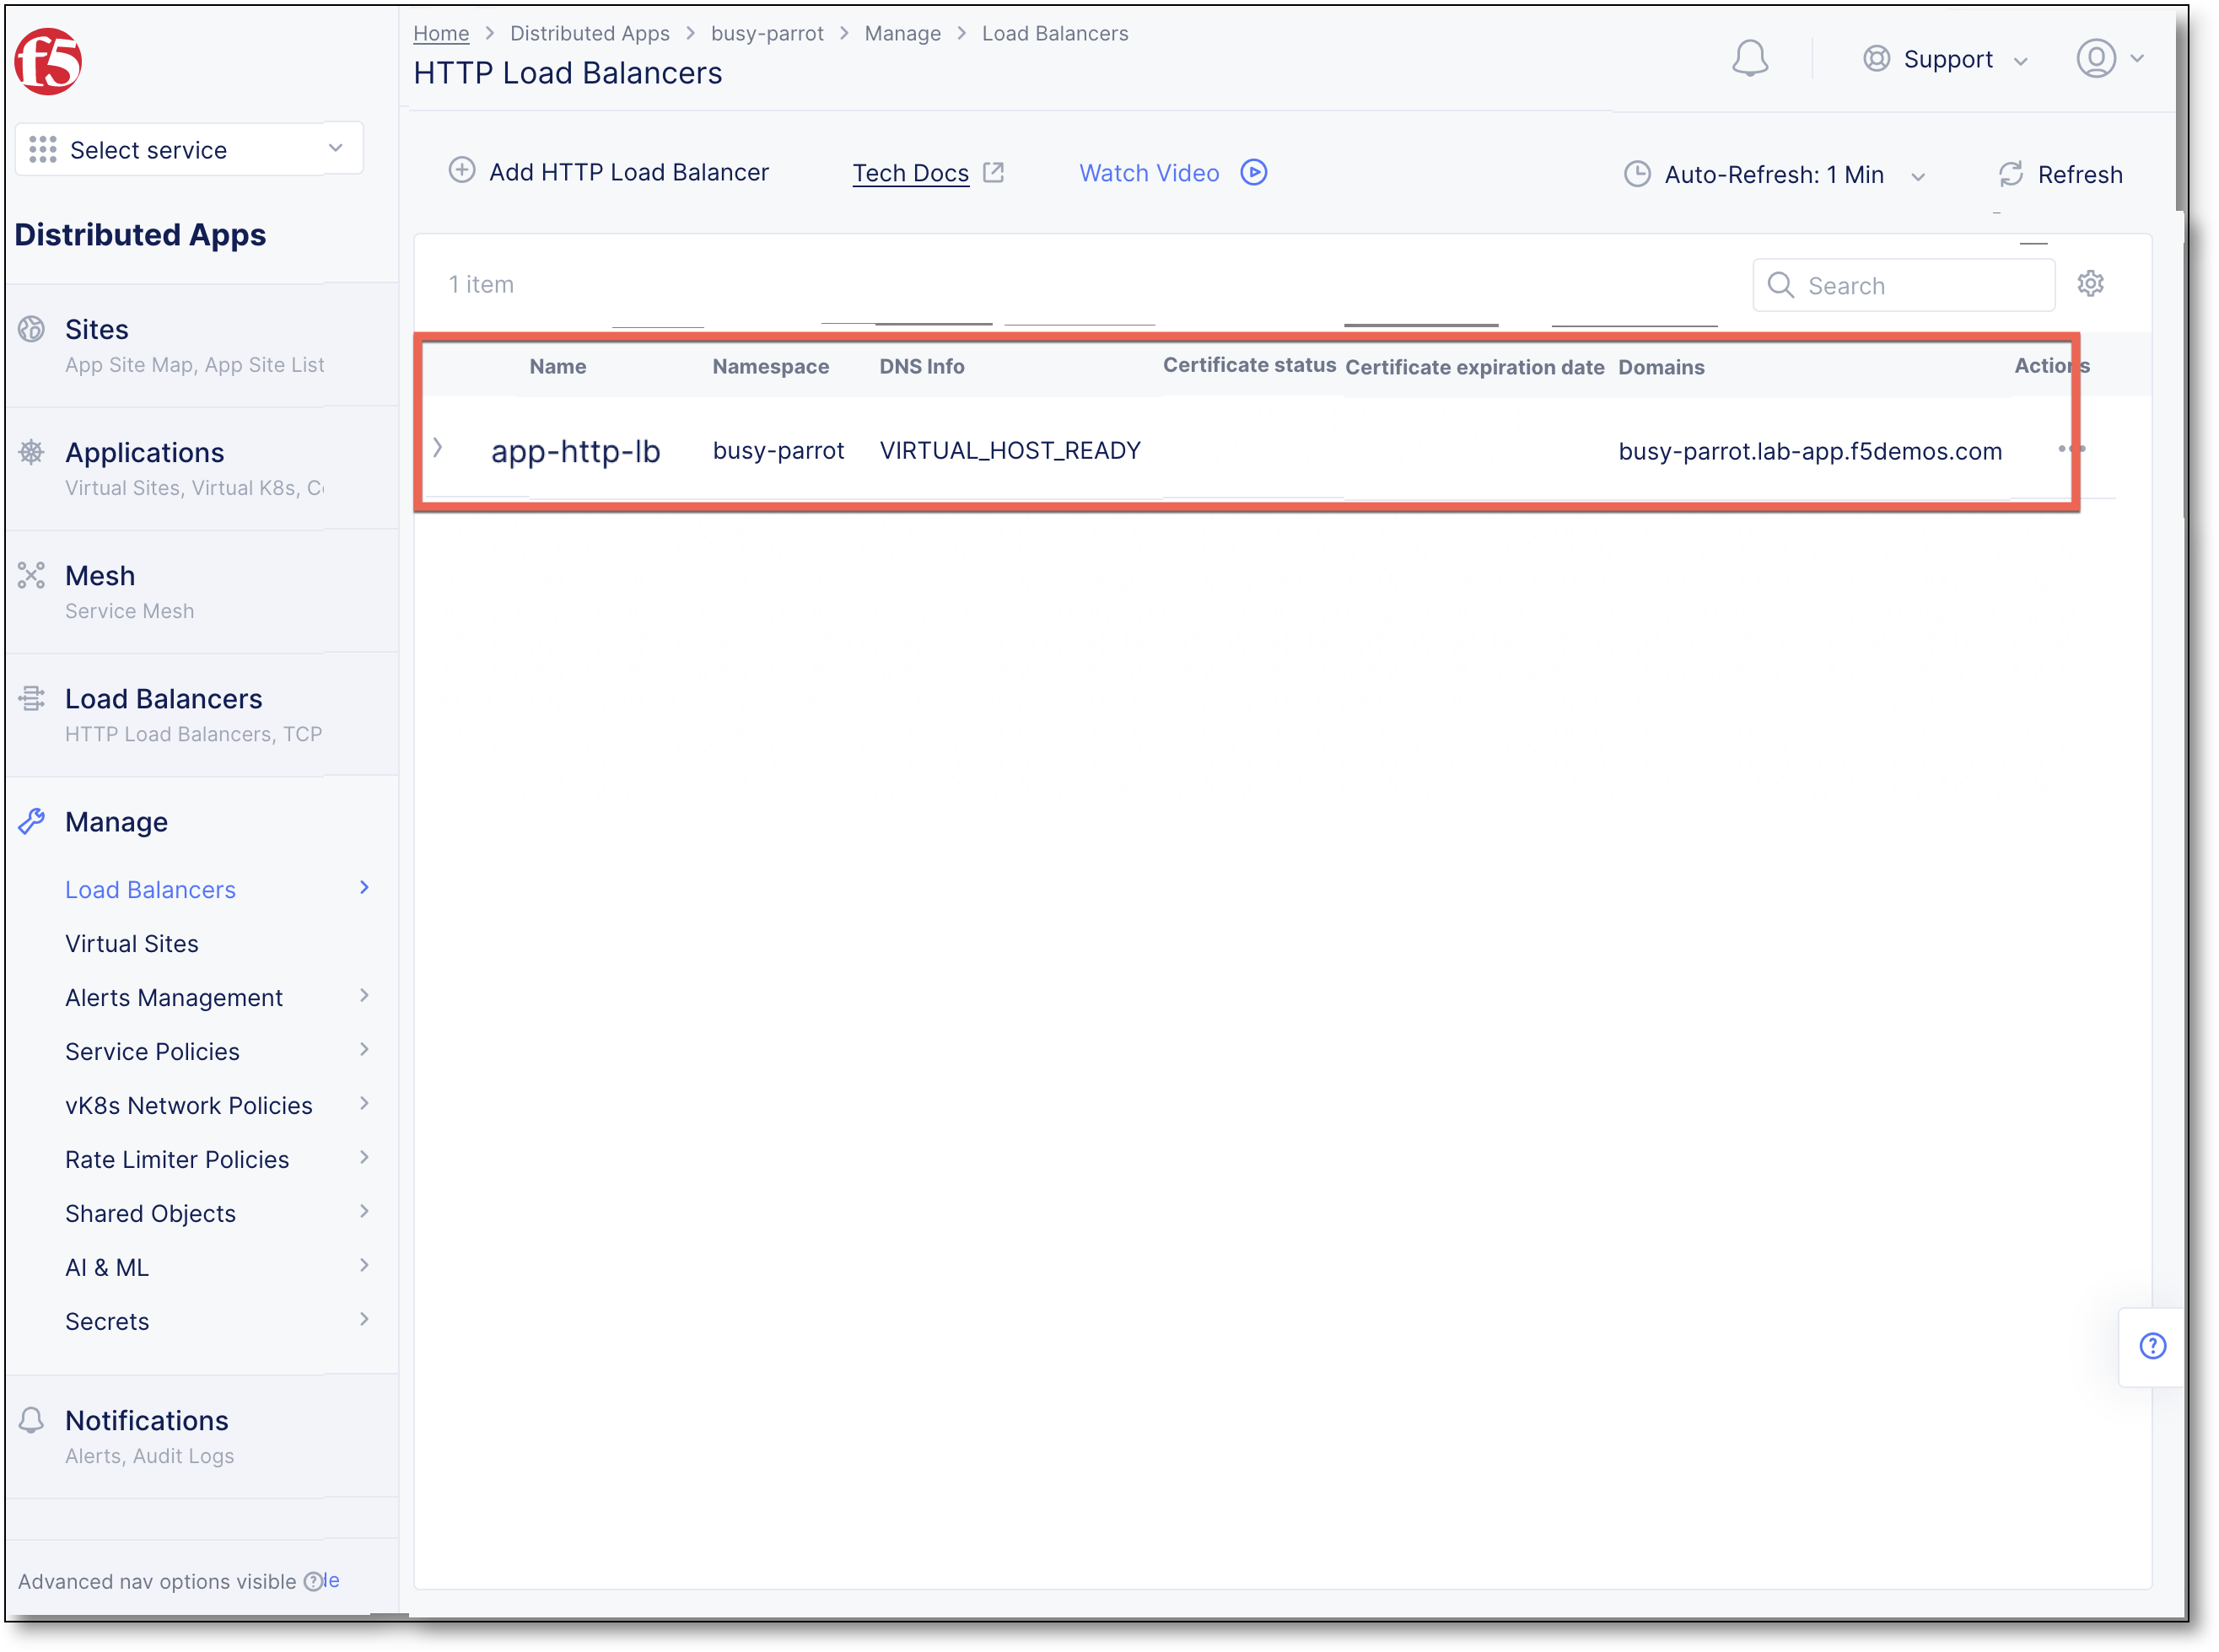 f5
Select service
Distributed Apps
Sites
App Site Map, App Site List
Applications
Virtual Sites, Virtual K8s,
Mesh
Service Mesh
Load Balancers
HTTP Load Balancers, TCP
Manage
Load Balancers
Virtual Sites
Alerts Management
Service Policies
vK8s Network Policies
Rate Limiter Policies
Shared Objects
AI & ML
Secrets
Notifications
Alerts, Audit Logs
Advanced nav options visible
Home > Distributed Apps > busy-parrot > Manage > Load Balancers
HTTP Load Balancers
Support
Add HTTP Load Balancer Tech Docs Watch Video Auto-Refresh: 1 Min Refresh
1 item Search
Name Namespace DNS Info Certificate status Certificate expiration date Domains Actions
app-http-lb busy-parrot VIRTUAL_HOST_READY busy-parrot.lab-app.f5demos.com